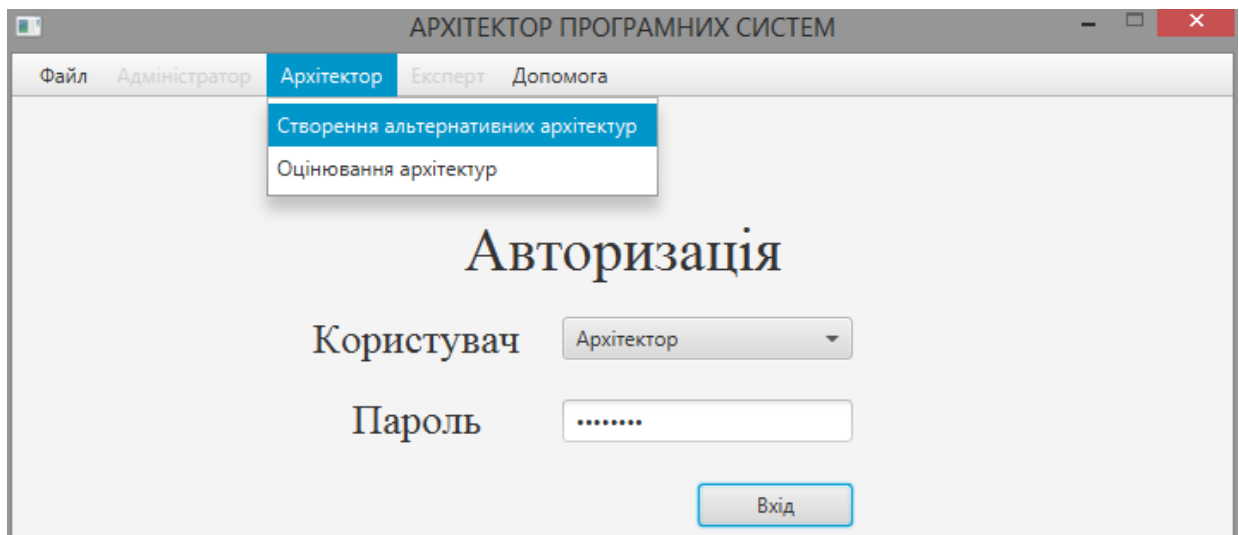 АРХІТЕКТОР ПРОГРАМНИХ СИСТЕМ
Файл Адміністратор Архітектор Експерт Допомога
Створення альтернативних архітектур
Оцінювання архітектур
Авторизація
Користувач Архітектор
Пароль ••••••••
Вхід